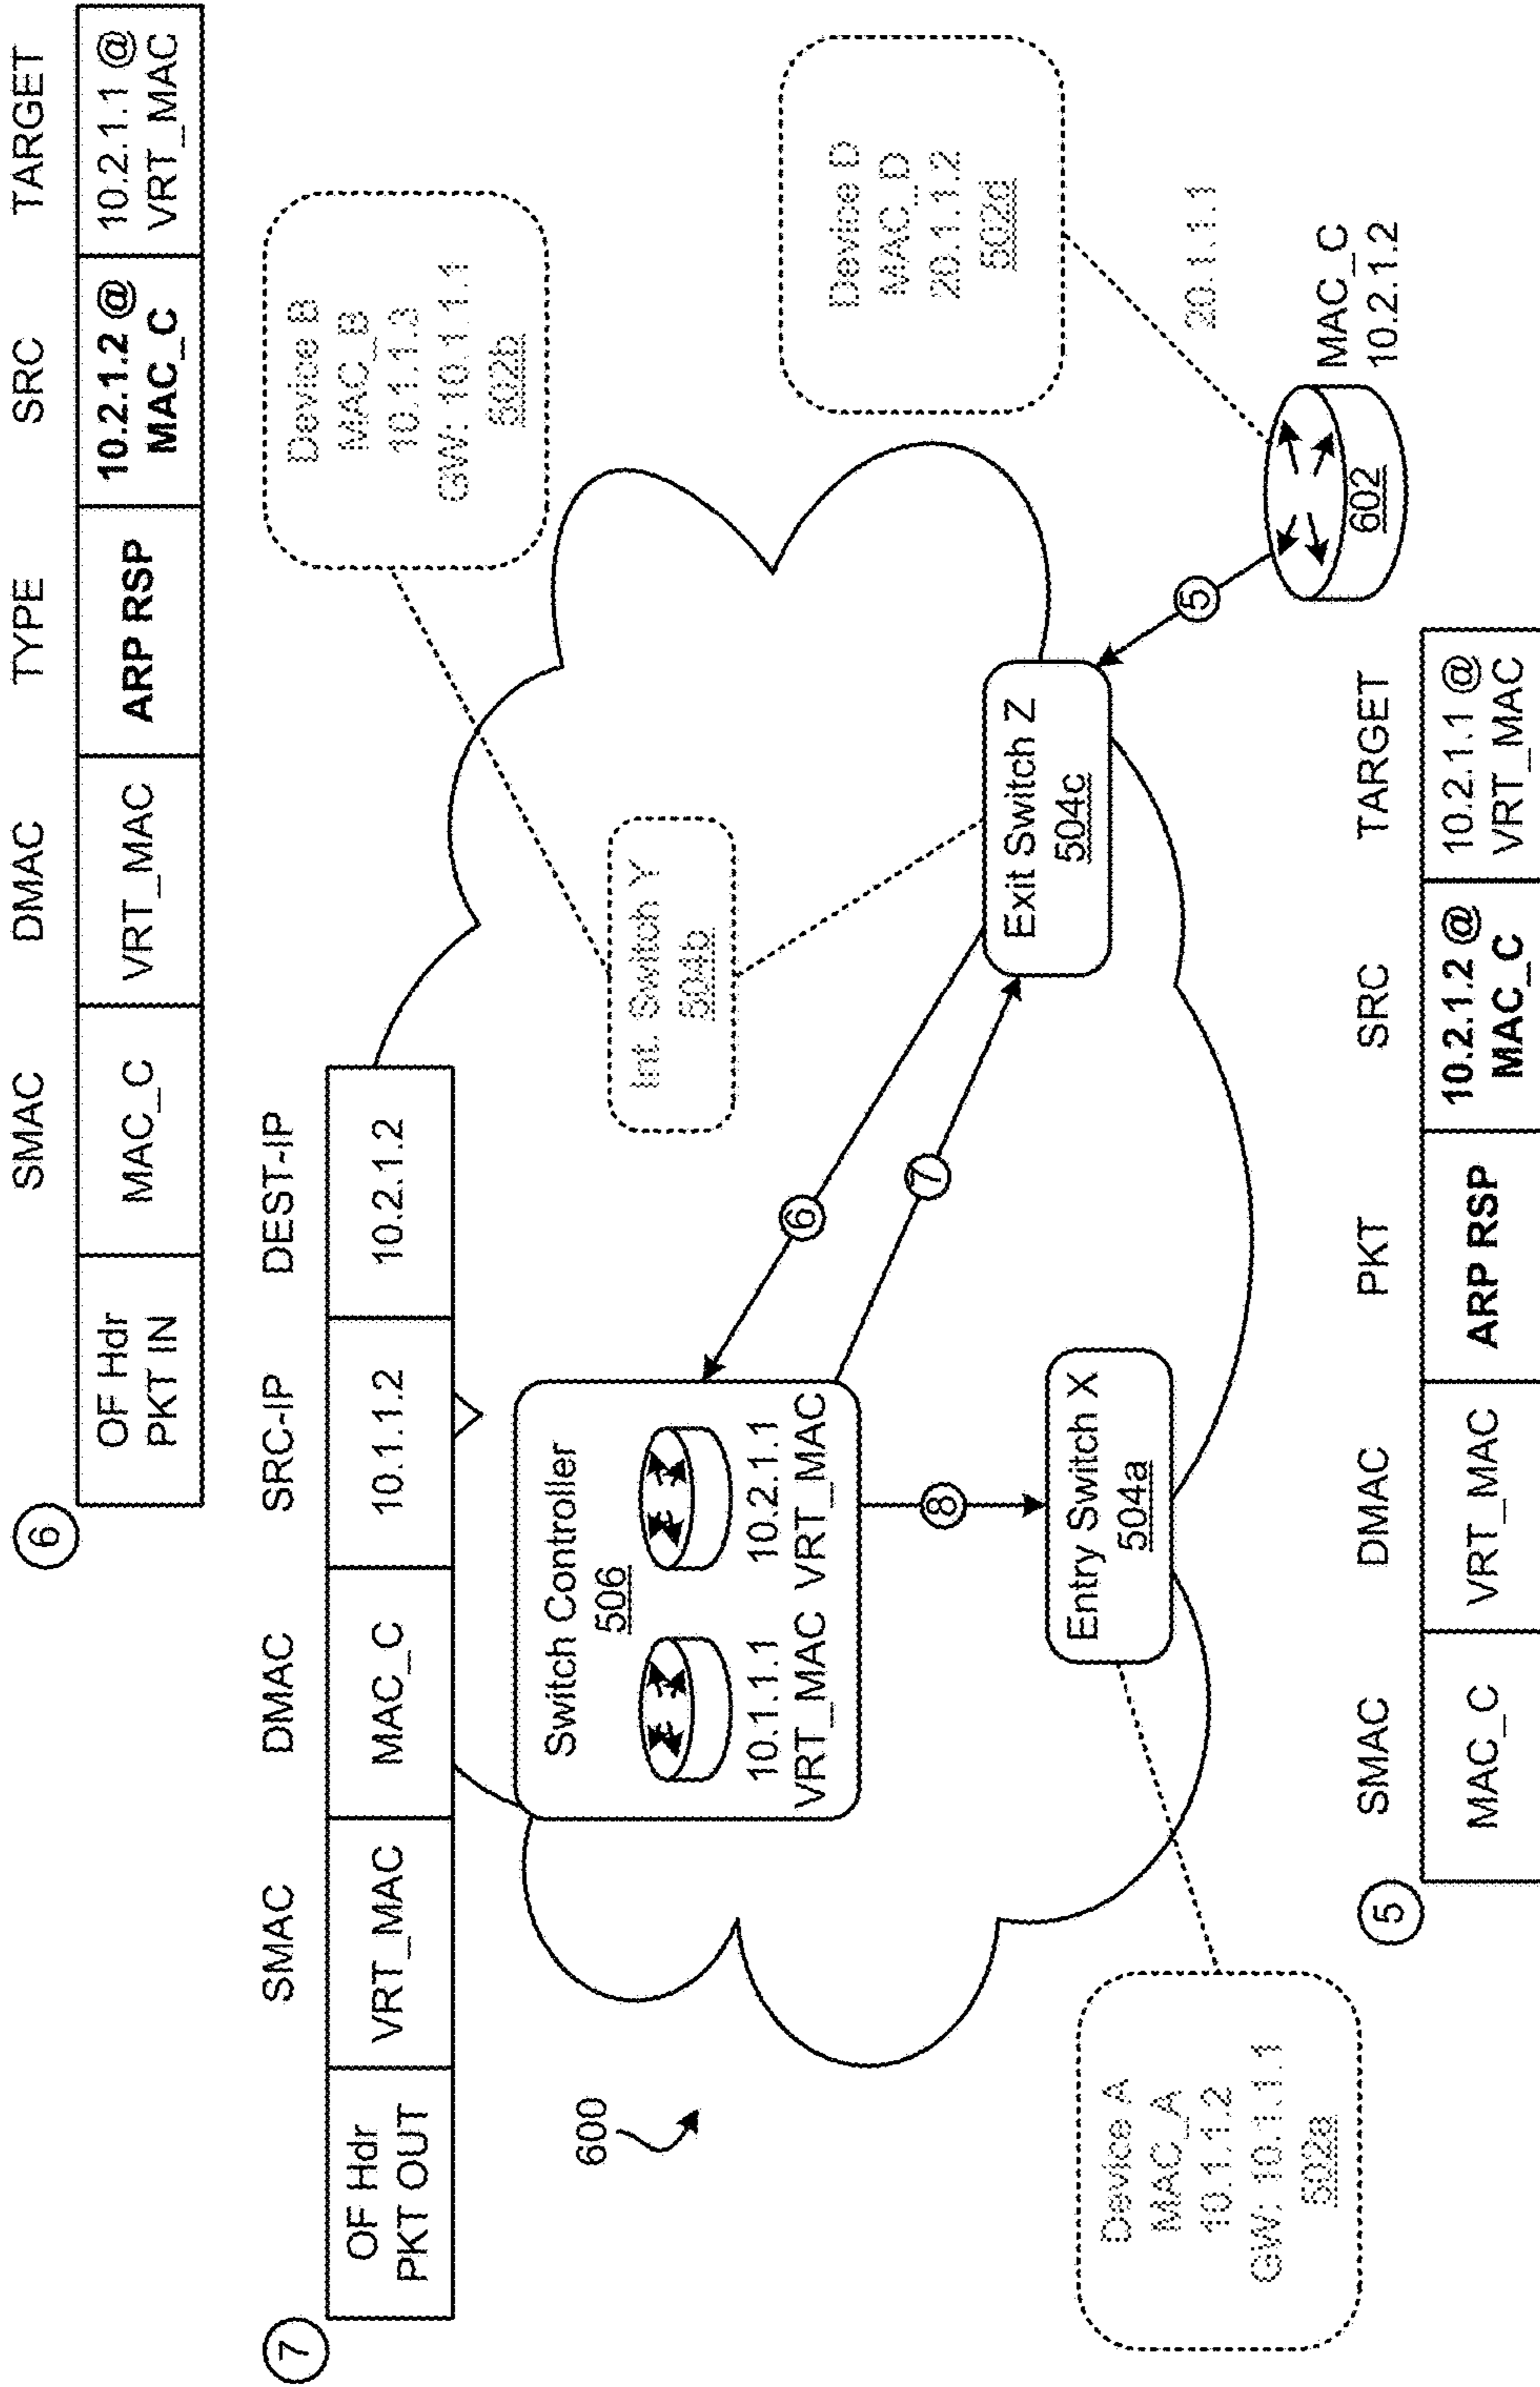 6
SMAC DMAC TYPE SRC TARGET
OF Hdr MAC_C VRT_MAC ARP RSP 10.2.1.2 @ 10.2.1.1 @
PKT IN MAC_C VRT_MAC
7
SMAC DMAC SRC-IP DEST-IP
OF Hdr VRT_MAC MAC_C 10.1.1.2 10.2.1.2
PKT OUT
Device B
MAC_B
10.1.1.3
GW: 10.1.1.1
502b
Switch Controller
506
10.1.1.1 10.2.1.1
VRT_MAC VRT_MAC
600
Int. Switch Y
504b
6
7
8
Device D
MAC_D
20.1.1.2
502d
Exit Switch Z
504c
Entry Switch X
504a
5
20.1.1.1
Device A
MAC_A
10.1.1.2
GW: 10.1.1.1
502a
602
MAC_C
10.2.1.2
5
SMAC DMAC PKT SRC TARGET
MAC_C VRT_MAC ARP RSP 10.2.1.2 @ 10.2.1.1 @
MAC_C VRT_MAC